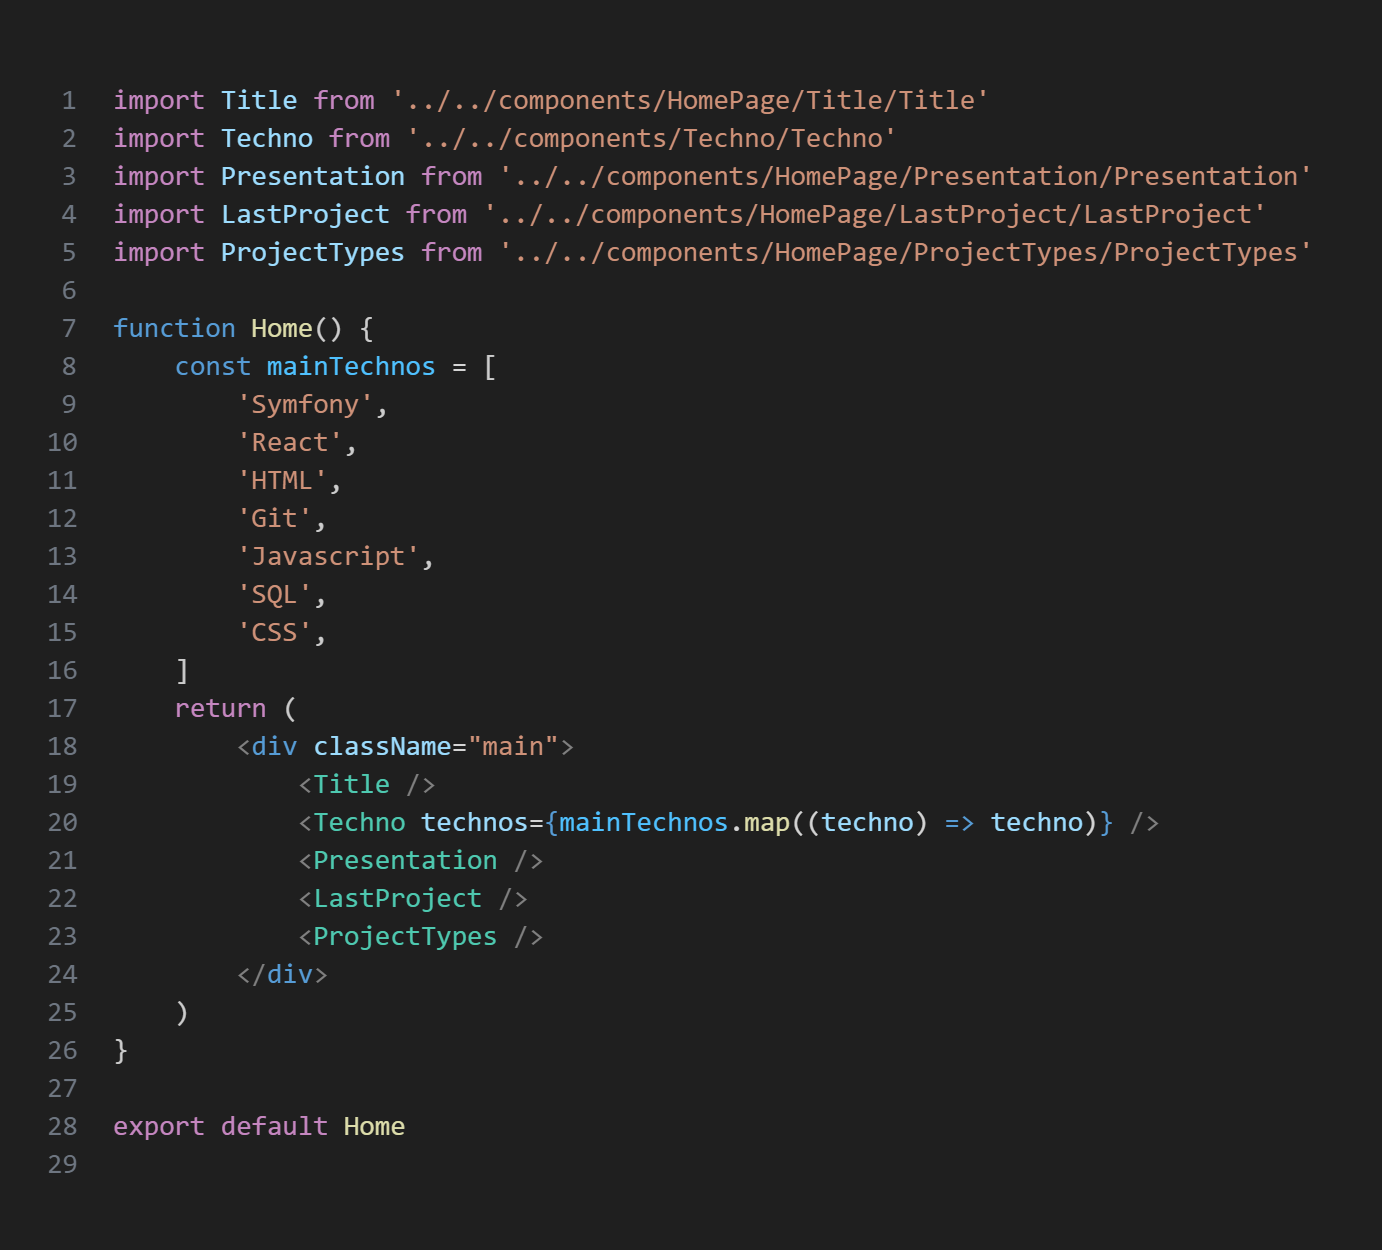 1 import Title from '../../components/HomePage/Title/Title'
2 import Techno from '../../components/Techno/Techno'
3 import Presentation from '../../components/HomePage/Presentation/Presentation'
4 import LastProject from '../../components/HomePage/LastProject/LastProject'
5 import ProjectTypes from '../../components/HomePage/ProjectTypes/ProjectTypes'
6
7 function Home() {
8     const mainTechnos = [
9         'Symfony',
10         'React',
11         'HTML',
12         'Git',
13         'Javascript',
14         'SQL',
15         'CSS',
16     ]
17     return (
18         <div className="main">
19             <Title />
20             <Techno technos={mainTechnos.map((techno) => techno)} />
21             <Presentation />
22             <LastProject />
23             <ProjectTypes />
24         </div>
25     )
26 }
27
28 export default Home
29